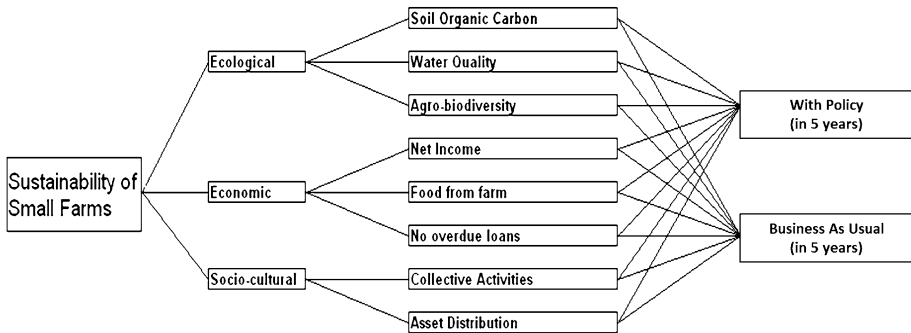 Soil Organic Carbon
Ecological
Water Quality
Agro-biodiversity
With Policy
(in 5 years)
Net Income
Sustainability of
Small Farms
Economic
Food from farm
No overdue loans
Business As Usual
(in 5 years)
Socio-cultural
Collective Activities
Asset Distribution